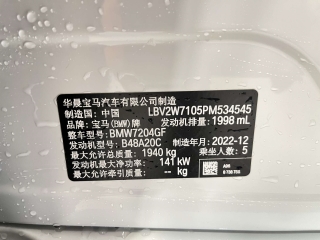 华晨宝马汽车有限公司制造
制造国：中国 LBV2W7105PM534545
品牌：宝马(BMW)牌 发动机排量：1998 mL
整车型号：BMW7204GF
发动机型号：B48A20C 制造年月：2022-12
最大允许总质量：1940 kg 乘坐人数：5
发动机最大净功率：141 kW
最大允许牵引质量：-- kg